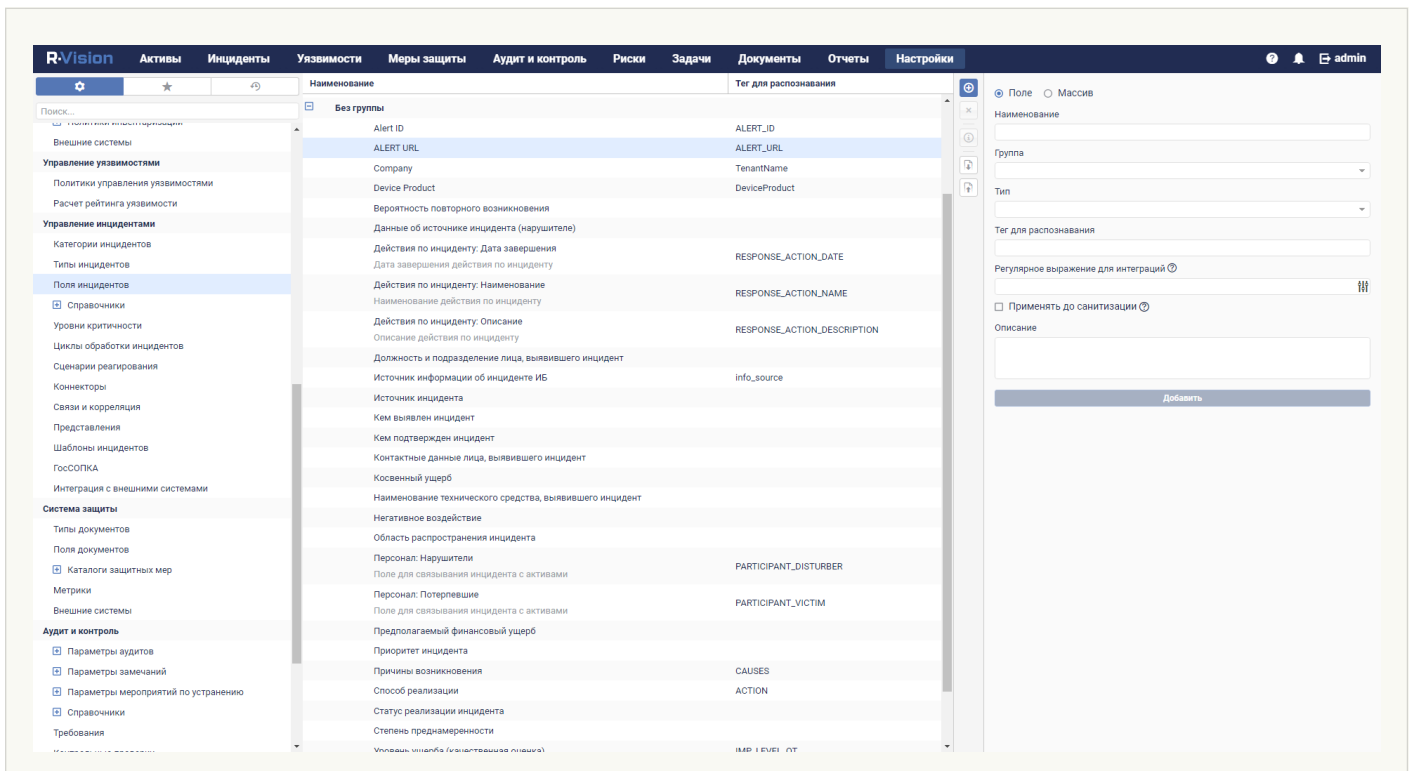 R·Vision Активы Инциденты Уязвимости Меры защиты Аудит и контроль Риски Задачи Документы Отчеты Настройки admin
Поиск...
Политики инвентаризации
Внешние системы
Управление уязвимостями
Политики управления уязвимостями
Расчет рейтинга уязвимости
Управление инцидентами
Категории инцидентов
Типы инцидентов
Поля инцидентов
Справочники
Уровни критичности
Циклы обработки инцидентов
Сценарии реагирования
Коннекторы
Связи и корреляция
Представления
Шаблоны инцидентов
ГосСОПКА
Интеграция с внешними системами
Система защиты
Типы документов
Поля документов
Каталоги защитных мер
Метрики
Внешние системы
Аудит и контроль
Параметры аудитов
Параметры замечаний
Параметры мероприятий по устранению
Справочники
Требования
Контрольные проверки
Наименование Тег для распознавания
Без группы
Alert ID ALERT_ID
ALERT URL ALERT_URL
Company TenantName
Device Product DeviceProduct
Вероятность повторного возникновения
Данные об источнике инцидента (нарушителе)
Действия по инциденту: Дата завершения
Дата завершения действия по инциденту
RESPONSE_ACTION_DATE
Действия по инциденту: Наименование
Наименование действия по инциденту
RESPONSE_ACTION_NAME
Действия по инциденту: Описание
Описание действия по инциденту
RESPONSE_ACTION_DESCRIPTION
Должность и подразделение лица, выявившего инцидент
Источник информации об инциденте ИБ info_source
Источник инцидента
Кем выявлен инцидент
Кем подтвержден инцидент
Контактные данные лица, выявившего инцидент
Косвенный ущерб
Наименование технического средства, выявившего инцидент
Негативное воздействие
Область распространения инцидента
Персонал: Нарушители
Поле для связывания инцидента с активами
PARTICIPANT_DISTURBER
Персонал: Потерпевшие
Поле для связывания инцидента с активами
PARTICIPANT_VICTIM
Предполагаемый финансовый ущерб
Приоритет инцидента
Причины возникновения CAUSES
Способ реализации ACTION
Статус реализации инцидента
Степень преднамеренности
Уровень ущерба (качественная оценка) IMP_LEVEL_OT
Поле Массив
Наименование
Группа
Тип
Тег для распознавания
Регулярное выражение для интеграций
Применять до санитизации
Описание
Добавить